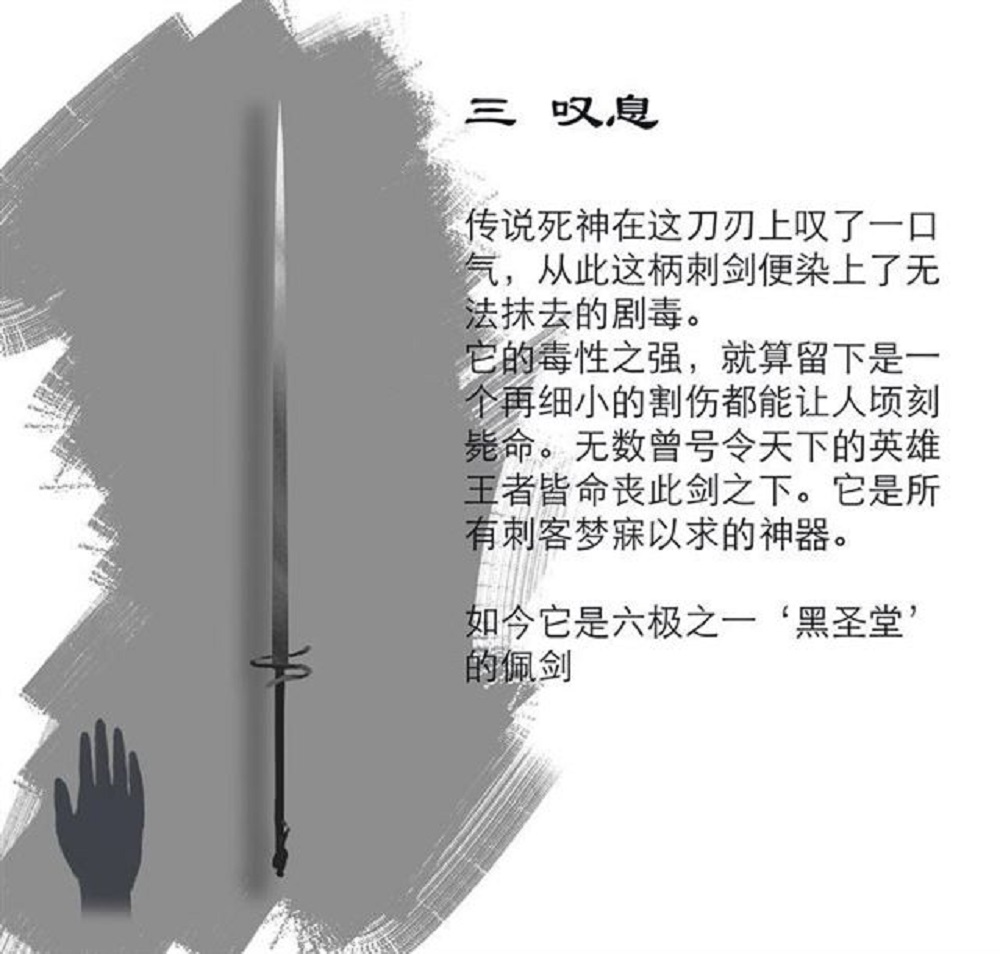 三 叹息
传说死神在这刀刃上叹了一口
气，从此这柄刺剑便染上了无
法抹去的剧毒。
它的毒性之强，就算留下是一
个再细小的割伤都能让人顷刻
毙命。无数曾号令天下的英雄
王者皆命丧此剑之下。它是所
有刺客梦寐以求的神器。
如今它是六极之一‘黑圣堂’
的佩剑